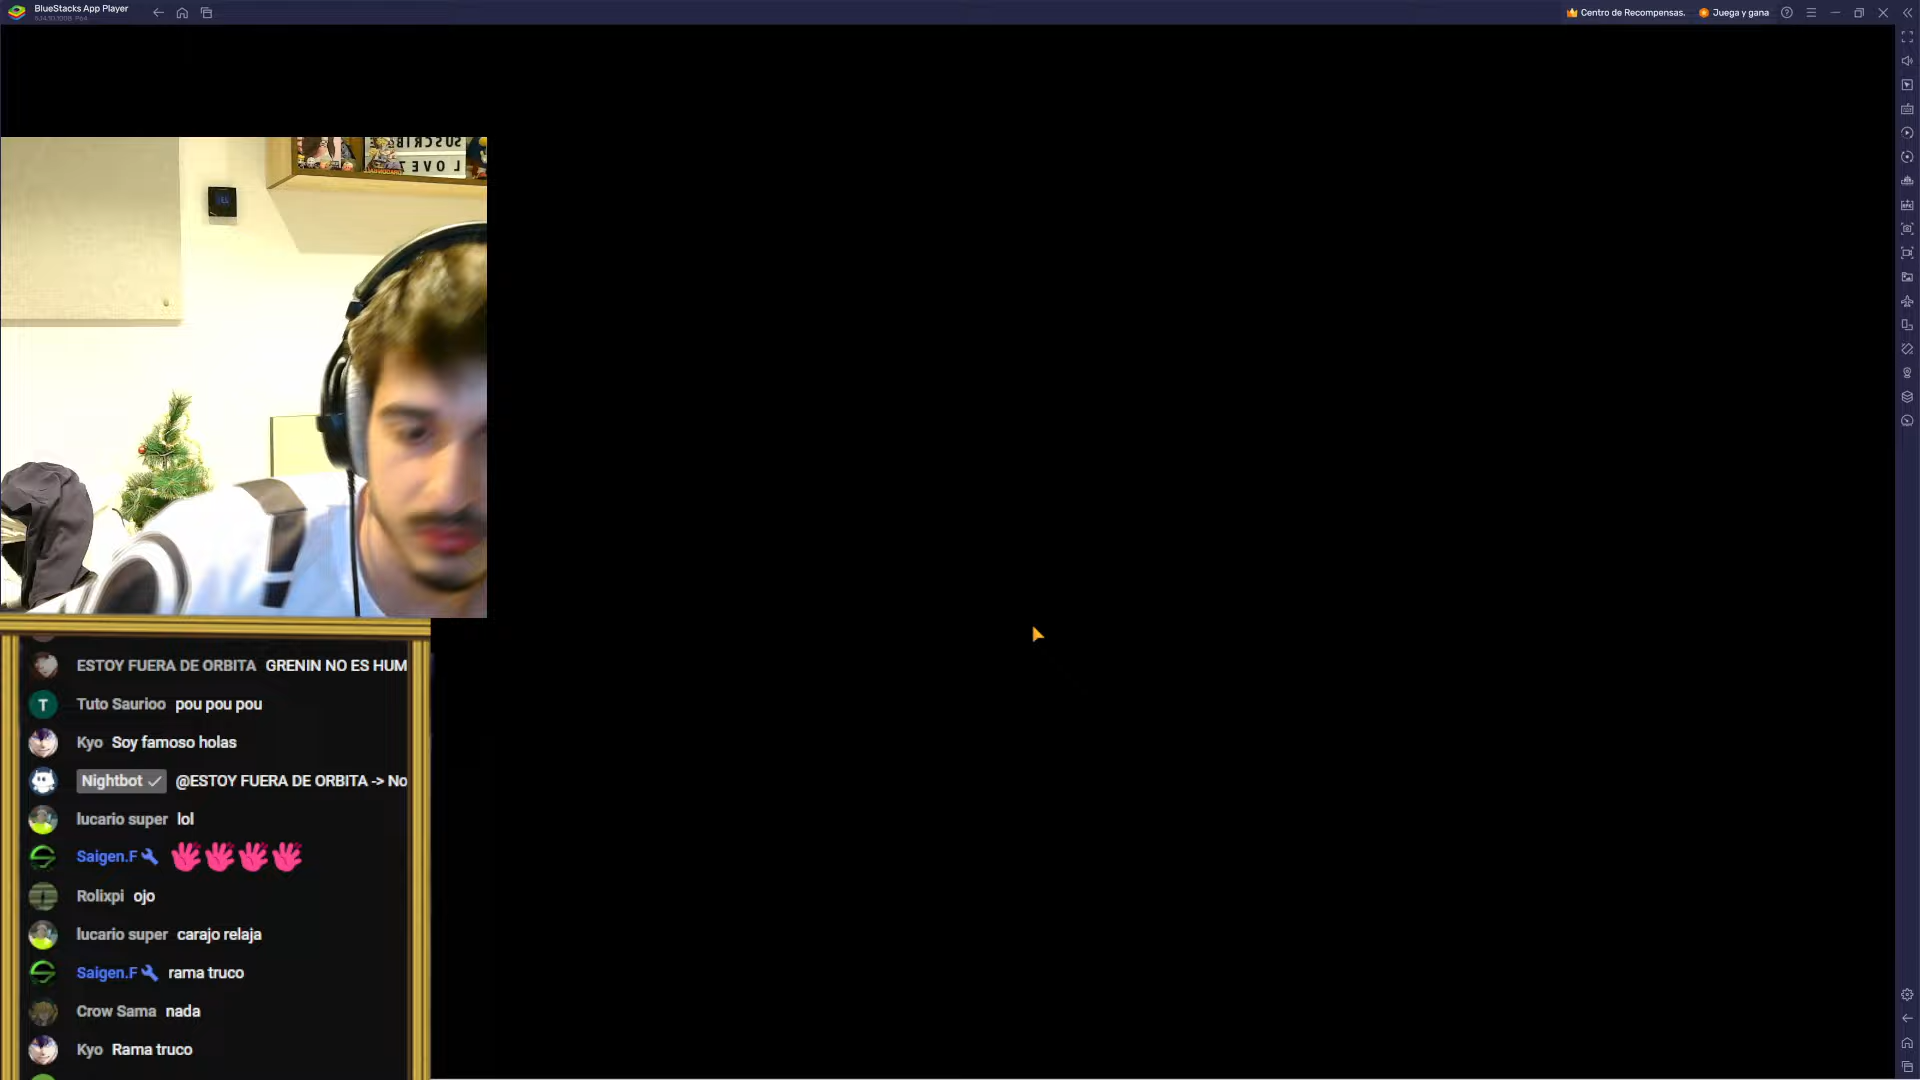 BlueStacks App Player
Centro de Recompensas.
Juega y gana
SUSCRIB
LOVE
ESTOY FUERA DE ORBITA GRENIN NO ES HUM
Tuto Saurioo pou pou pou
Kyo Soy famoso holas
Nightbot @ESTOY FUERA DE ORBITA -> No
lucario super lol
Saigen.F
Rolixpi ojo
lucario super carajo relaja
Saigen.F rama truco
Crow Sama nada
Kyo Rama truco
T